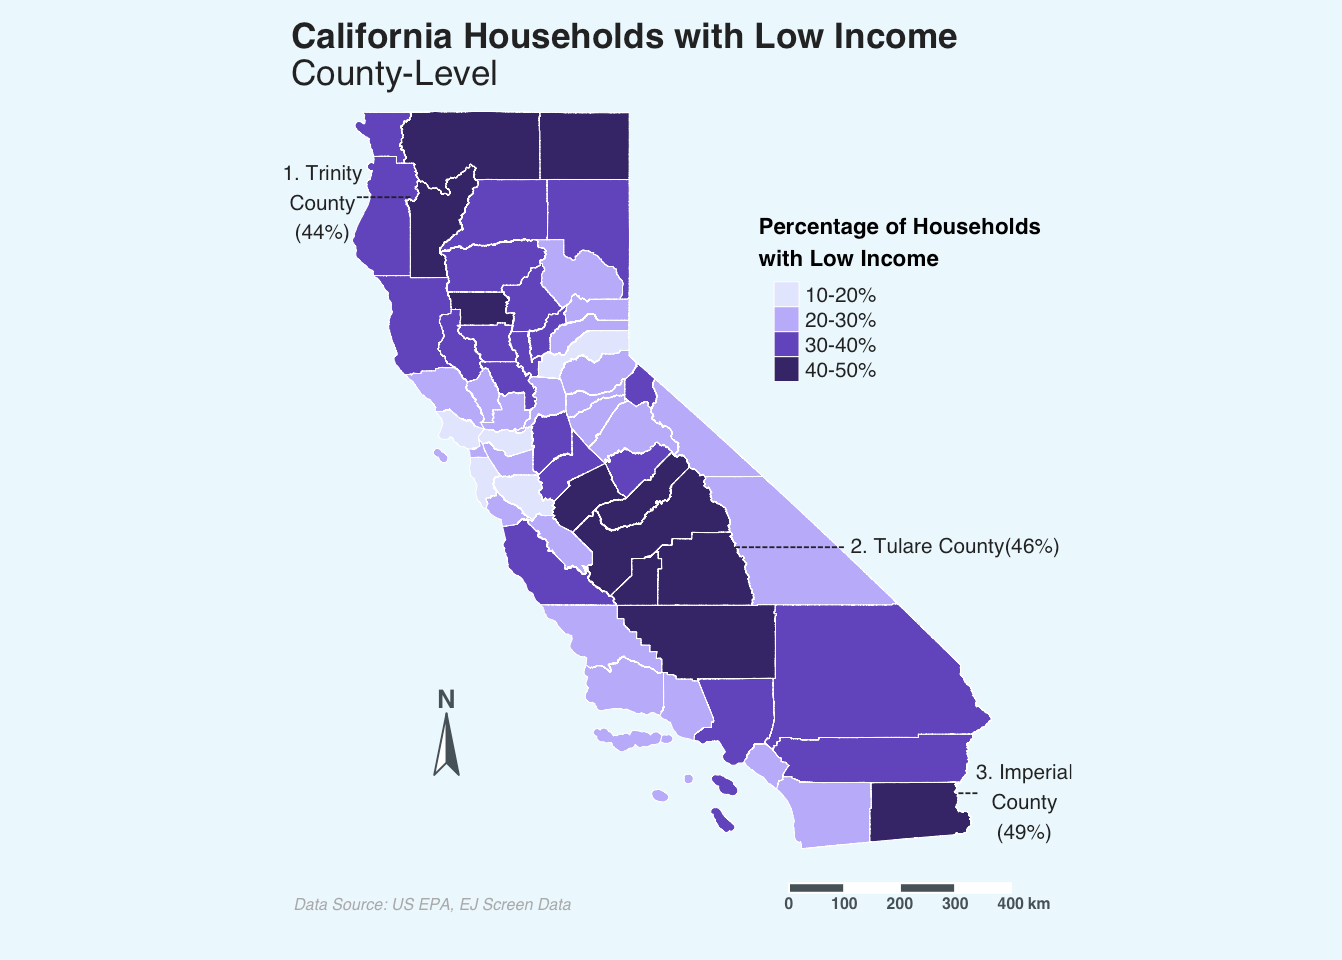 California Households with Low Income
County-Level
1. Trinity
County
(44%)
Percentage of Households
with Low Income
10-20%
20-30%
30-40%
40-50%
2. Tulare County(46%)
N
3. Imperial
County
(49%)
Data Source: US EPA, EJ Screen Data
0 100 200 300 400 km